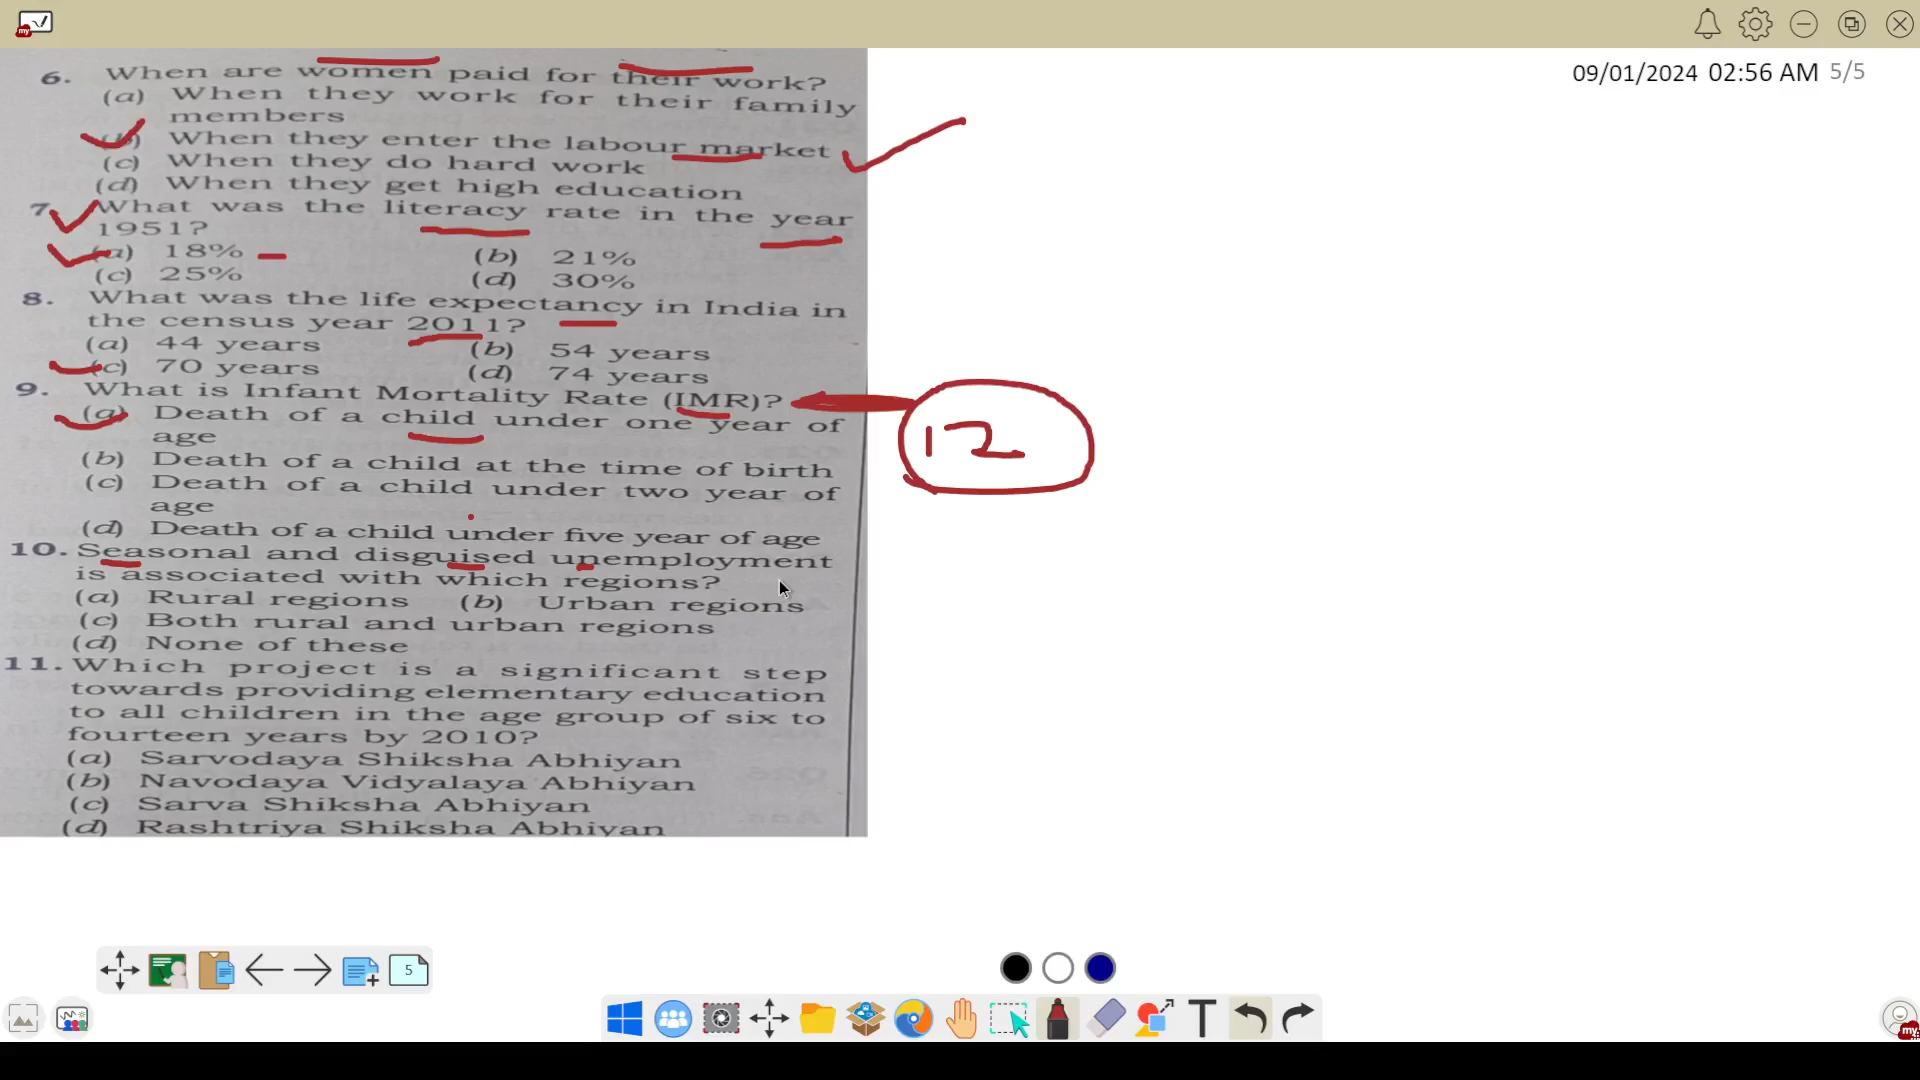 09/01/2024 02:56 AM 5/5
6. When are women paid for their work?
(a) When they work for their family
members
(b) When they enter the labour market
(c) When they do hard work
(d) When they get high education
7. What was the literacy rate in the year
1951?
(a) 18% (b) 21%
(c) 25% (d) 30%
8. What was the life expectancy in India in
the census year 2011?
(a) 44 years (b) 54 years
(c) 70 years (d) 74 years
9. What is Infant Mortality Rate (IMR)?
(a) Death of a child under one year of
age
12
(b) Death of a child at the time of birth
(c) Death of a child under two year of
age
(d) Death of a child under five year of age
10. Seasonal and disguised unemployment
is associated with which regions?
(a) Rural regions (b) Urban regions
(c) Both rural and urban regions
(d) None of these
11. Which project is a significant step
towards providing elementary education
to all children in the age group of six to
fourteen years by 2010?
(a) Sarvodaya Shiksha Abhiyan
(b) Navodaya Vidyalaya Abhiyan
(c) Sarva Shiksha Abhiyan
(d) Rashtriya Shiksha Abhiyan
5
T